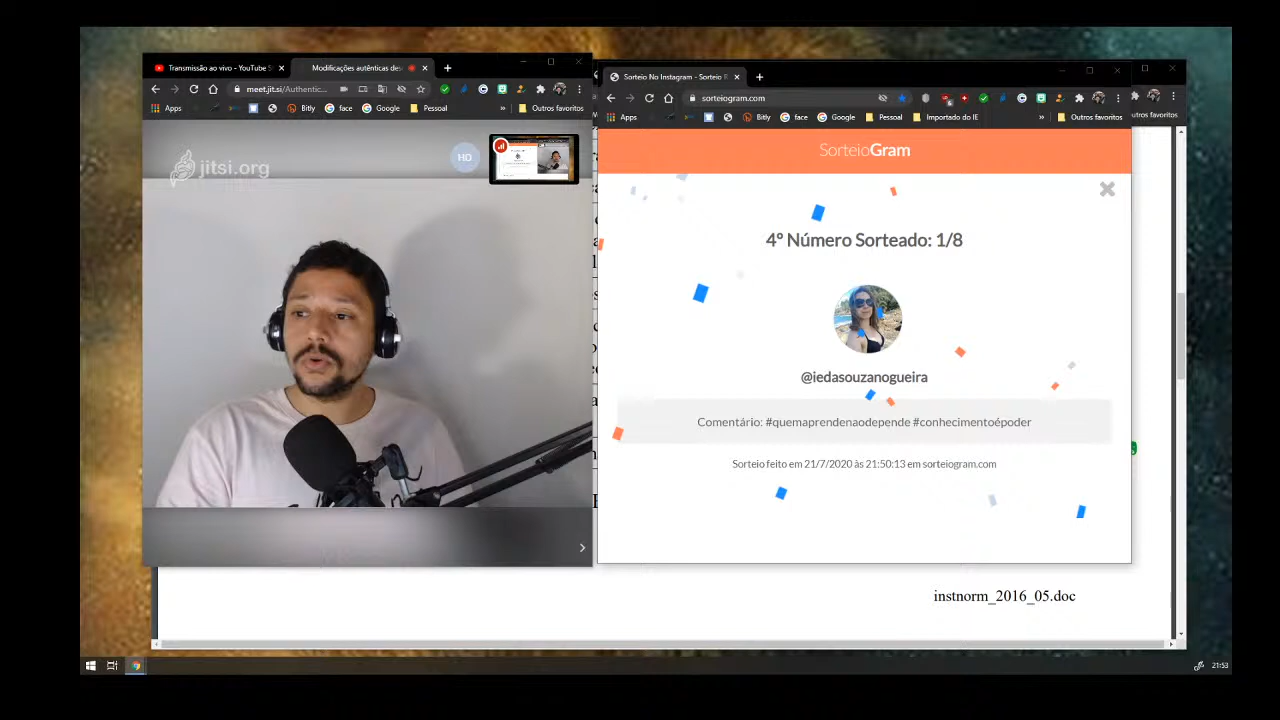 Transmissão ao vivo - YouTube S
Modificações autênticas des
meet.jit.si/Authentic...
Apps
Bitly
face
Google
Pessoal
»
Outros favoritos
jitsi.org
HD
Sorteio No Instagram - Sorteio R
sorteiogram.com
Apps
Bitly
face
Google
Pessoal
Importado do IE
»
Outros favoritos
outros favoritos
SorteioGram
4º Número Sorteado: 1/8
@iedasouzanogueira
Comentário: #quemaprendenaodepende #conhecimentoépoder
Sorteio feito em 21/7/2020 às 21:50:13 em sorteiogram.com
instnorm_2016_05.doc
21:53